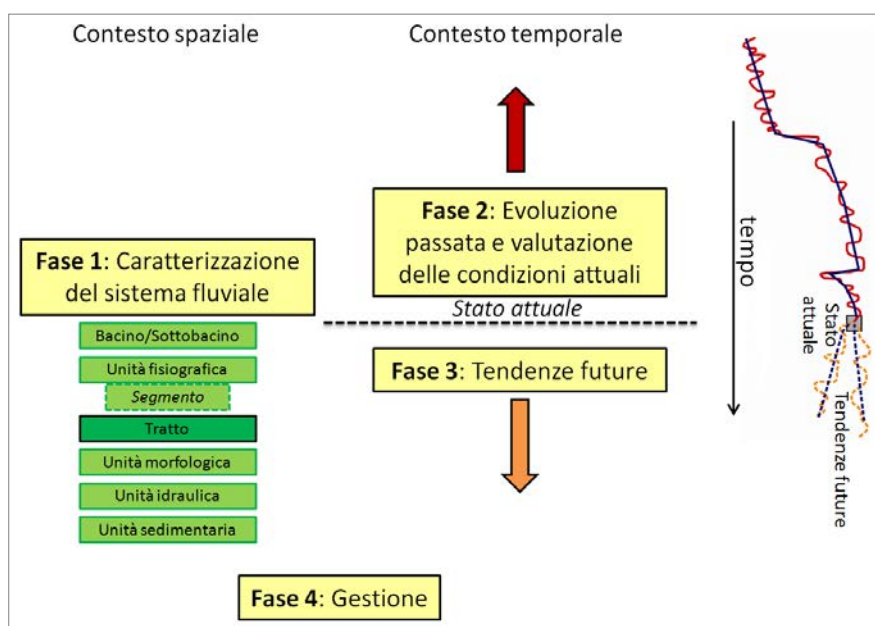 Contesto spaziale
Contesto temporale
Fase 1: Caratterizzazione
del sistema fluviale
Bacino/Sottobacino
Unità fisiografica
Segmento
Tratto
Unità morfologica
Unità idraulica
Unità sedimentaria
Fase 2: Evoluzione
passata e valutazione
delle condizioni attuali
Stato attuale
Fase 3: Tendenze future
Fase 4: Gestione
tempo
Stato
attuale
Tendenze future